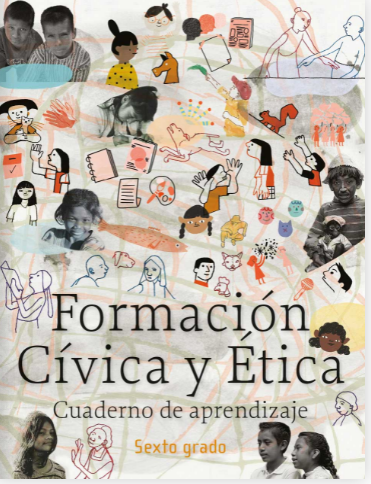 Formación
Cívica y Ética
Cuaderno de aprendizaje
Sexto grado